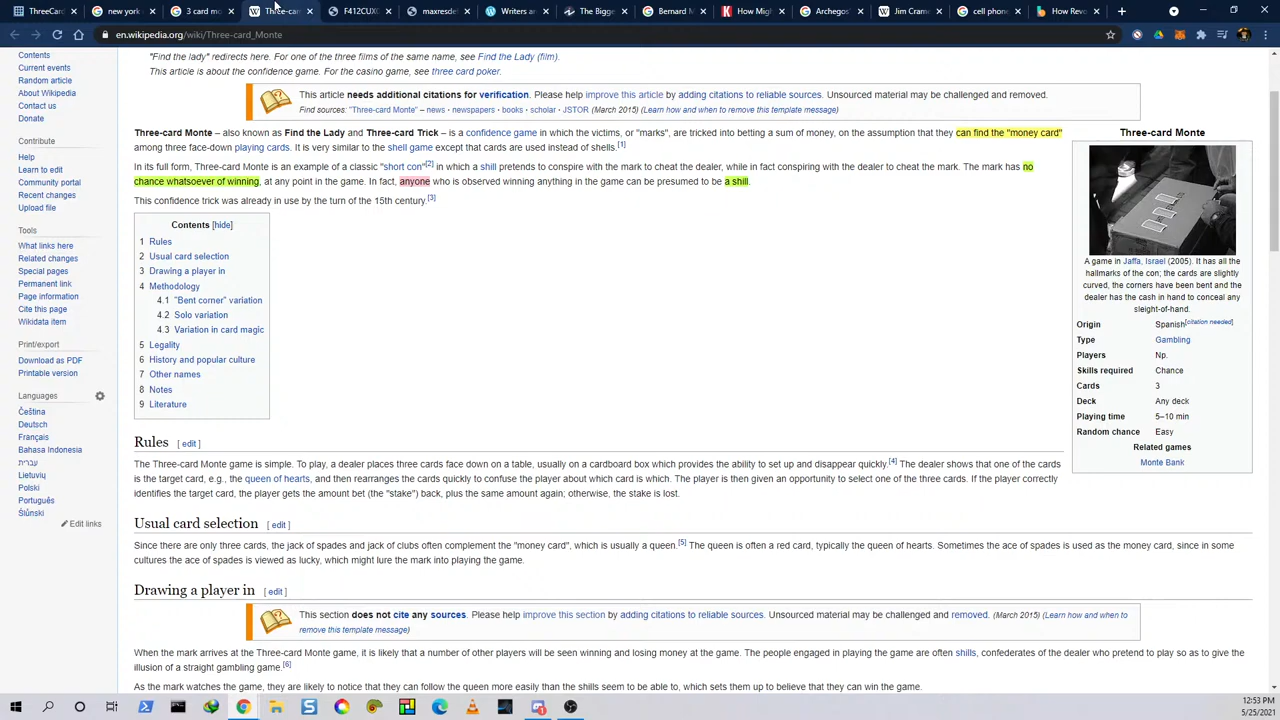 ThreeCard
new york
3 card mo
Three-car
F412CUXC
maxresdef
Writers ar
The Bigge
Bernard M
How Migh
Archegos
Jim Crame
cell phone
How Revo
en.wikipedia.org/wiki/Three-card_Monte
Contents
Current events
Random article
About Wikipedia
Contact us
Donate
Contribute
Help
Learn to edit
Community portal
Recent changes
Upload file
Tools
What links here
Related changes
Special pages
Permanent link
Page information
Cite this page
Wikidata item
Print/export
Download as PDF
Printable version
Languages
Čeština
Deutsch
Français
Bahasa Indonesia
עברית
Lietuvių
Polski
Português
Edit links
"Find the lady" redirects here. For one of the three films of the same name, see Find the Lady (film).
This article is about the confidence game. For the casino game, see three card poker.
This article needs additional citations for verification. Please help improve this article by adding citations to reliable sources. Unsourced material may be challenged and removed.
Find sources: "Three-card Monte" – news · newspapers · books · scholar · JSTOR (March 2015) (Learn how and when to remove this template message)
Three-card Monte – also known as Find the Lady and Three-card Trick – is a confidence game in which the victims, or "marks", are tricked into betting a sum of money, on the assumption that they can find the "money card"
among three face-down playing cards. It is very similar to the shell game except that cards are used instead of shells.[1]
In its full form, Three-card Monte is an example of a classic "short con"[2] in which a shill pretends to conspire with the mark to cheat the dealer, while in fact conspiring with the dealer to cheat the mark. The mark has no
chance whatsoever of winning, at any point in the game. In fact, anyone who is observed winning anything in the game can be presumed to be a shill.
This confidence trick was already in use by the turn of the 15th century.[3]
Contents [hide]
1 Rules
2 Usual card selection
3 Drawing a player in
4 Methodology
4.1 "Bent corner" variation
4.2 Solo variation
4.3 Variation in card magic
5 Legality
6 History and popular culture
7 Other names
8 Notes
9 Literature
Three-card Monte
A game in Jaffa, Israel (2005). It has all the
hallmarks of the con; the cards are slightly
curved, the corners have been bent and the
dealer has the cash in hand to conceal any
sleight-of-hand.
Origin Spanish[citation needed]
Type Gambling
Players Np.
Skills required Chance
Cards 3
Deck Any deck
Playing time 5–10 min
Random chance Easy
Related games
Monte Bank
Rules [ edit ]
The Three-card Monte game is simple. To play, a dealer places three cards face down on a table, usually on a cardboard box which provides the ability to set up and disappear quickly.[4] The dealer shows that one of the cards
is the target card, e.g., the queen of hearts, and then rearranges the cards quickly to confuse the player about which card is which. The player is then given an opportunity to select one of the three cards. If the player correctly
identifies the target card, the player gets the amount bet (the "stake") back, plus the same amount again; otherwise, the stake is lost.
Usual card selection [ edit ]
Since there are only three cards, the jack of spades and jack of clubs often complement the "money card", which is usually a queen.[5] The queen is often a red card, typically the queen of hearts. Sometimes the ace of spades is used as the money card, since in some
cultures the ace of spades is viewed as lucky, which might lure the mark into playing the game.
Drawing a player in [ edit ]
This section does not cite any sources. Please help improve this section by adding citations to reliable sources. Unsourced material may be challenged and removed. (March 2015) (Learn how and when to
remove this template message)
When the mark arrives at the Three-card Monte game, it is likely that a number of other players will be seen winning and losing money at the game. The people engaged in playing the game are often shills, confederates of the dealer who pretend to play so as to give the
illusion of a straight gambling game.[6]
As the mark watches the game, they are likely to notice that they can follow the queen more easily than the shills seem to be able to, which sets them up to believe that they can win the game.
12:53 PM
5/25/2021